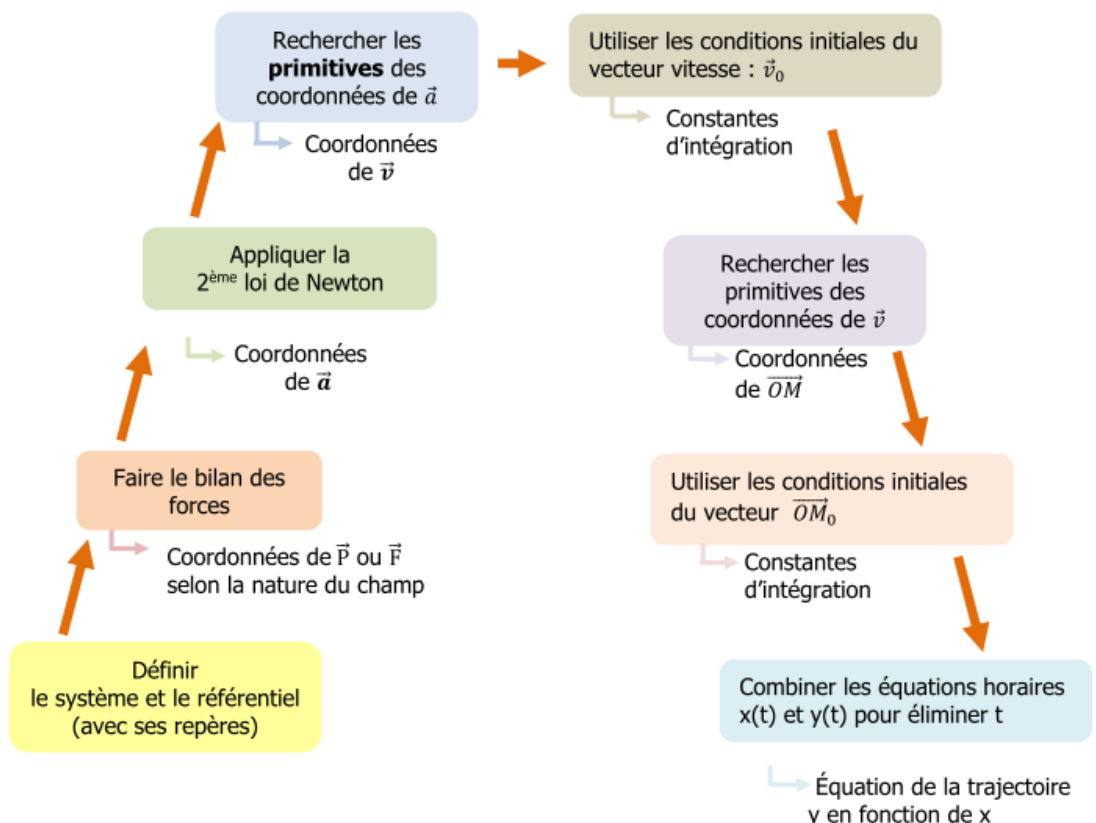 Définir
le système et le référentiel
(avec ses repères)
Faire le bilan des
forces
Coordonnées de P⃗ ou F⃗
selon la nature du champ
Appliquer la
2ème loi de Newton
Coordonnées
de a⃗
Rechercher les
primitives des
coordonnées de a⃗
Coordonnées
de v⃗
Utiliser les conditions initiales du
vecteur vitesse : v⃗₀
Constantes
d'intégration
Rechercher les
primitives des
coordonnées de v⃗
Coordonnées
de OM⃗
Utiliser les conditions initiales
du vecteur OM⃗₀
Constantes
d'intégration
Combiner les équations horaires
x(t) et y(t) pour éliminer t
Équation de la trajectoire
y en fonction de x